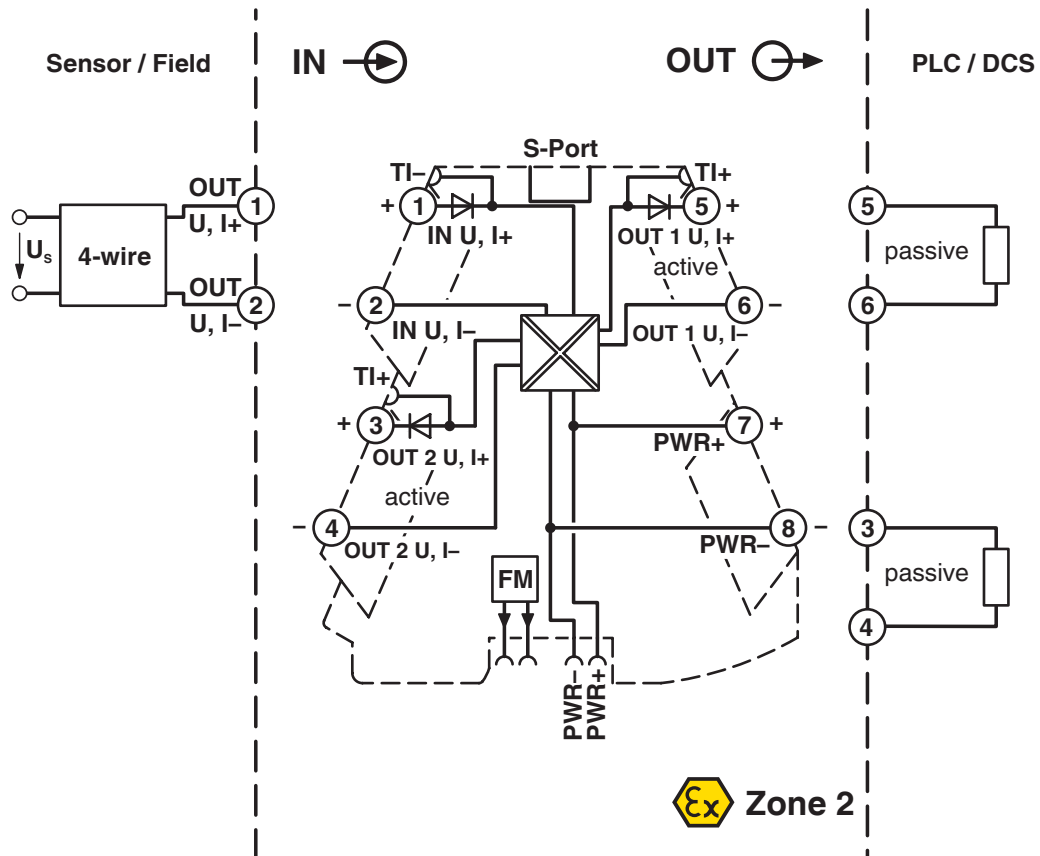 Sensor / Field
IN
OUT
PLC / DCS
S-Port
TI–
TI+
OUT
1
U, I+
+ 1
5 +
5
IN U, I+
OUT 1 U, I+
active
passive
Us
4-wire
OUT
2
U, I–
– 2
6 –
6
IN U, I–
OUT 1 U, I–
TI+
+ 3
7 +
OUT 2 U, I+
PWR+
active
– 4
8 –
3
OUT 2 U, I–
PWR–
FM
passive
4
PWR–
PWR+
Ex Zone 2